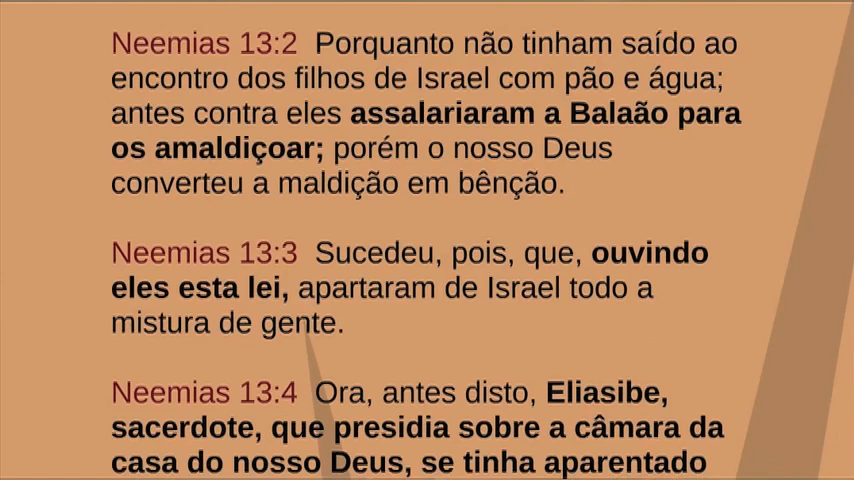 Neemias 13:2 Porquanto não tinham saído ao
encontro dos filhos de Israel com pão e água;
antes contra eles assalariaram a Balaão para
os amaldiçoar; porém o nosso Deus
converteu a maldição em bênção.
Neemias 13:3 Sucedeu, pois, que, ouvindo
eles esta lei, apartaram de Israel todo a
mistura de gente.
Neemias 13:4 Ora, antes disto, Eliasibe,
sacerdote, que presidia sobre a câmara da
casa do nosso Deus, se tinha aparentado